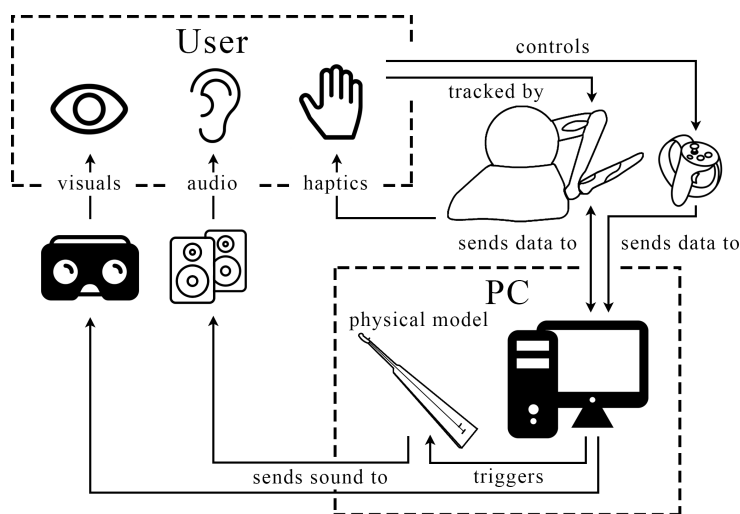 User
controls
tracked by
visuals
audio
haptics
sends data to
sends data to
PC
physical model
sends sound to
triggers